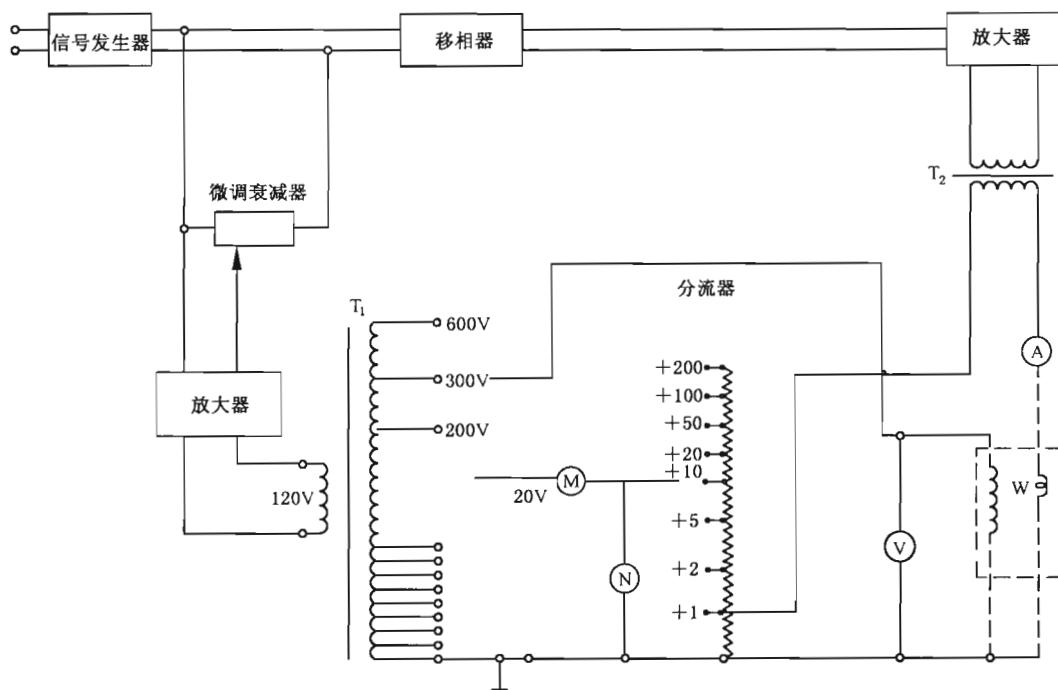 信号发生器
移相器
放大器
T2
微调衰减器
分流器
T1
600V
300V
200V
放大器
120V
20V
M
N
+200
+100
+50
+20
+10
+5
+2
+1
A
V
W